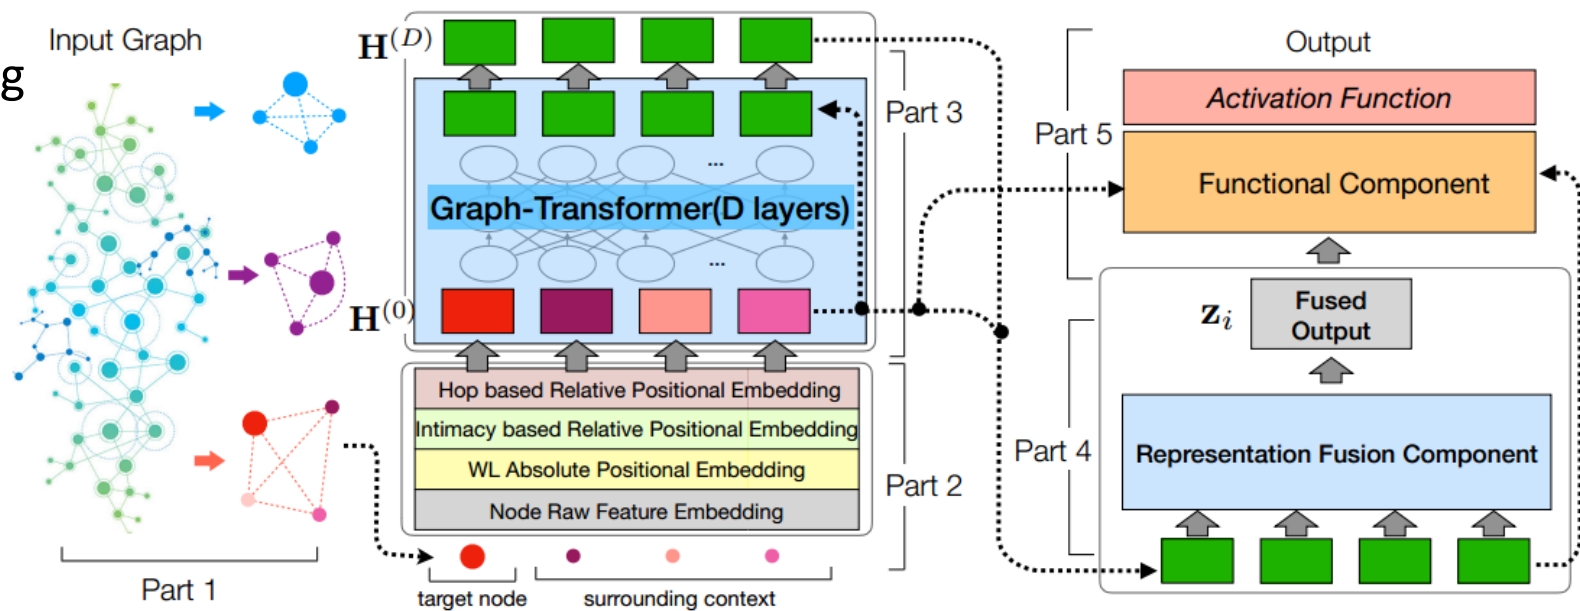 g
Input Graph
Part 1
H(D)
Graph-Transformer(D layers)
...
...
H(0)
Part 3
Hop based Relative Positional Embedding
Intimacy based Relative Positional Embedding
WL Absolute Positional Embedding
Node Raw Feature Embedding
Part 2
target node
surrounding context
Output
Activation Function
Functional Component
Part 5
zi
Fused
Output
Representation Fusion Component
Part 4